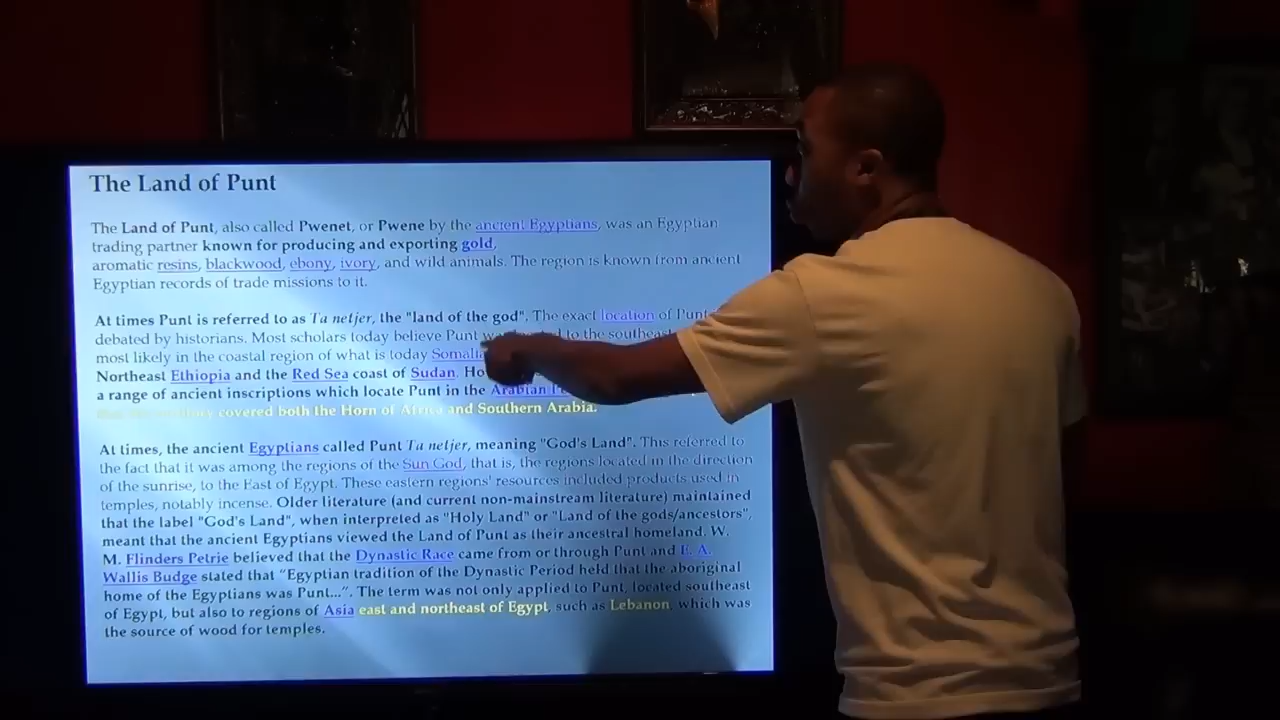 The Land of Punt
The Land of Punt, also called Pwenet, or Pwene by the ancient Egyptians, was an Egyptian
trading partner known for producing and exporting gold,
aromatic resins, blackwood, ebony, ivory, and wild animals. The region is known from ancient
Egyptian records of trade missions to it.
At times Punt is referred to as Ta netjer, the "land of the god". The exact location of Punt
debated by historians. Most scholars today believe Punt to the southeast
most likely in the coastal region of what is today Somalia
Northeast Ethiopia and the Red Sea coast of Sudan.
a range of ancient inscriptions which locate Punt in the Arabian
covered both the Horn of Africa and Southern Arabia.
At times, the ancient Egyptians called Punt Ta netjer, meaning "God's Land". This referred to
the fact that it was among the regions of the Sun God, that is, the regions located in the direction
of the sunrise, to the East of Egypt. These eastern regions' resources included products used in
temples, notably incense. Older literature (and current non-mainstream literature) maintained
that the label "God's Land", when interpreted as "Holy Land" or "Land of the gods/ancestors",
meant that the ancient Egyptians viewed the Land of Punt as their ancestral homeland. W.
M. Flinders Petrie believed that the Dynastic Race came from or through Punt and E. A.
Wallis Budge stated that “Egyptian tradition of the Dynastic Period held that the aboriginal
home of the Egyptians was Punt...”. The term was not only applied to Punt, located southeast
of Egypt, but also to regions of Asia east and northeast of Egypt, such as Lebanon, which was
the source of wood for temples.